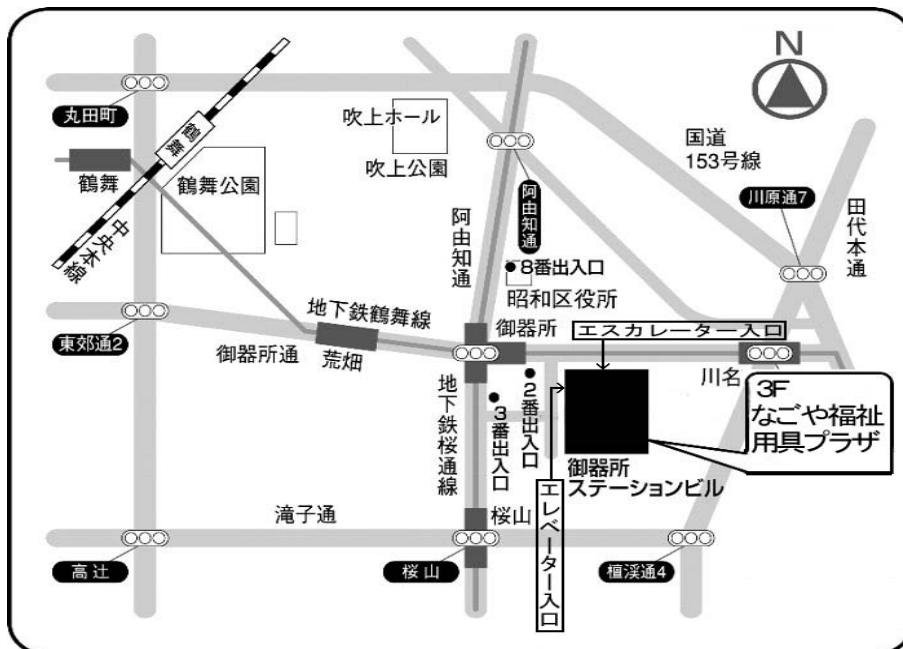 N
丸田町
鶴舞
吹上ホール
国道
153号線
鶴舞
鶴舞公園
吹上公園
阿由知通
川原通7
田代本通
中央本線
阿由知通
8番出入口
昭和区役所
地下鉄鶴舞線
御器所
エスカレーター入口
東郊通2
御器所通
荒畑
川名
地下鉄桜通線
3番出入口
2番出入口
3F
なごや福祉
用具プラザ
御器所
ステーションビル
エレベーター入口
滝子通
桜山
高辻
桜山
檀渓通4